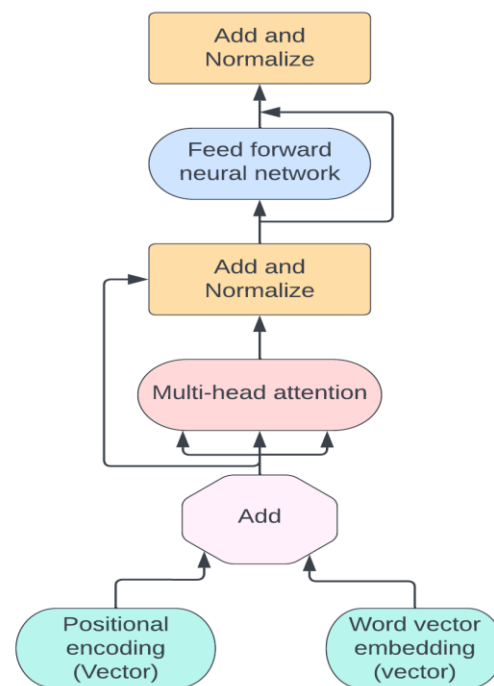 Add and
Normalize
Feed forward
neural network
Add and
Normalize
Multi-head attention
Add
Positional
encoding
(Vector)
Word vector
embedding
(vector)